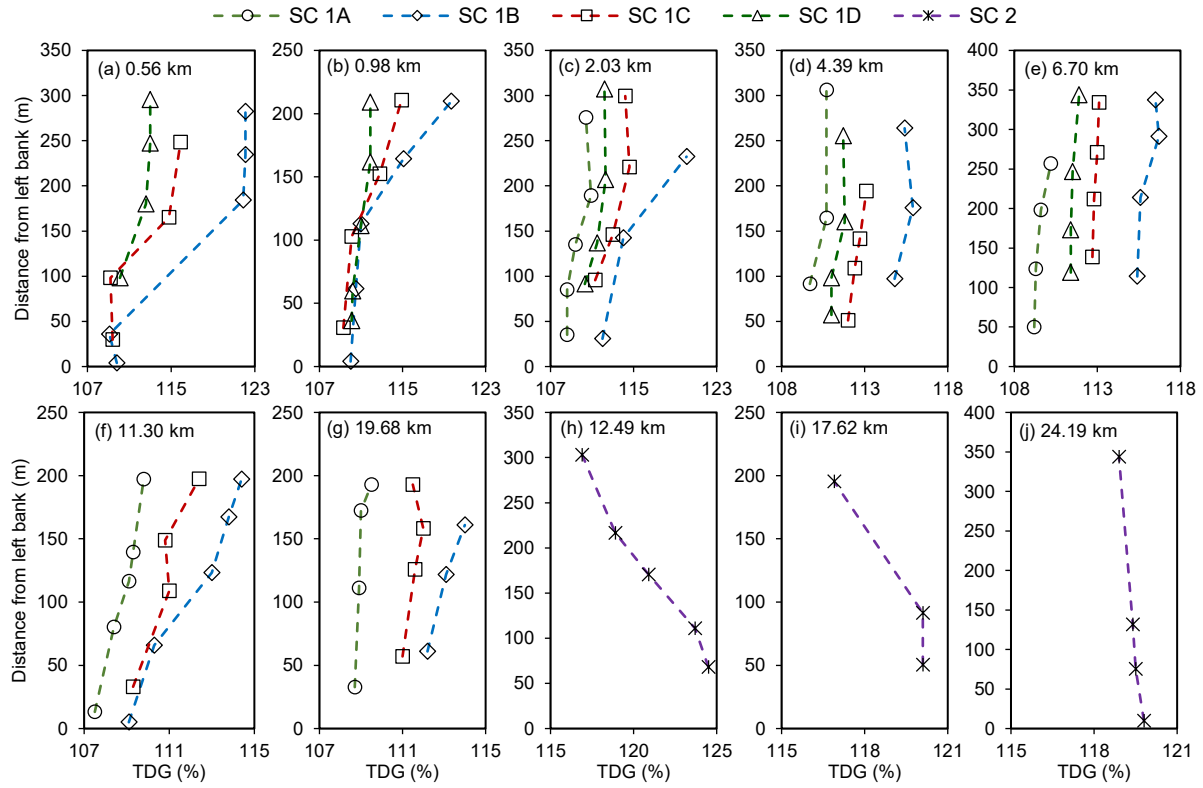 SC 1A SC 1B SC 1C SC 1D SC 2
Distance from left bank (m)
350
300
250
200
150
100
50
0
(a) 0.56 km
107 115 123
250
200
150
100
50
0
(b) 0.98 km
107 115 123
350
300
250
200
150
100
50
0
(c) 2.03 km
107 115 123
350
300
250
200
150
100
50
0
(d) 4.39 km
108 113 118
400
350
300
250
200
150
100
50
0
(e) 6.70 km
108 113 118
Distance from left bank (m)
250
200
150
100
50
0
(f) 11.30 km
107 111 115
TDG (%)
250
200
150
100
50
0
(g) 19.68 km
107 111 115
TDG (%)
350
300
250
200
150
100
50
0
(h) 12.49 km
115 120 125
TDG (%)
250
200
150
100
50
0
(i) 17.62 km
115 118 121
TDG (%)
400
350
300
250
200
150
100
50
0
(j) 24.19 km
115 118 121
TDG (%)